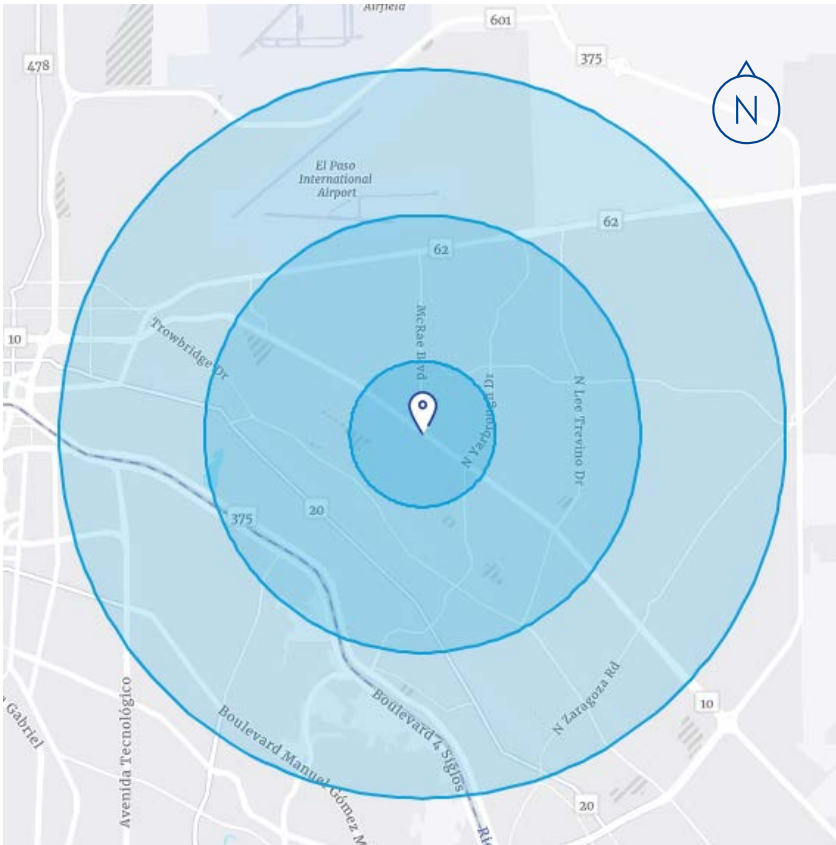 Airfield
601
375
478
N
El Paso
International
Airport
62
62
McRae Blvd
10
Trowbridge Dr
N Yarbrough Dr
N Lee Trevino Dr
20
375
N Zaragoza Rd
10
Gabriel
Avenida Tecnológico
Boulevard Manuel Gómez M
Boulevard 4 Siglos
20
Río